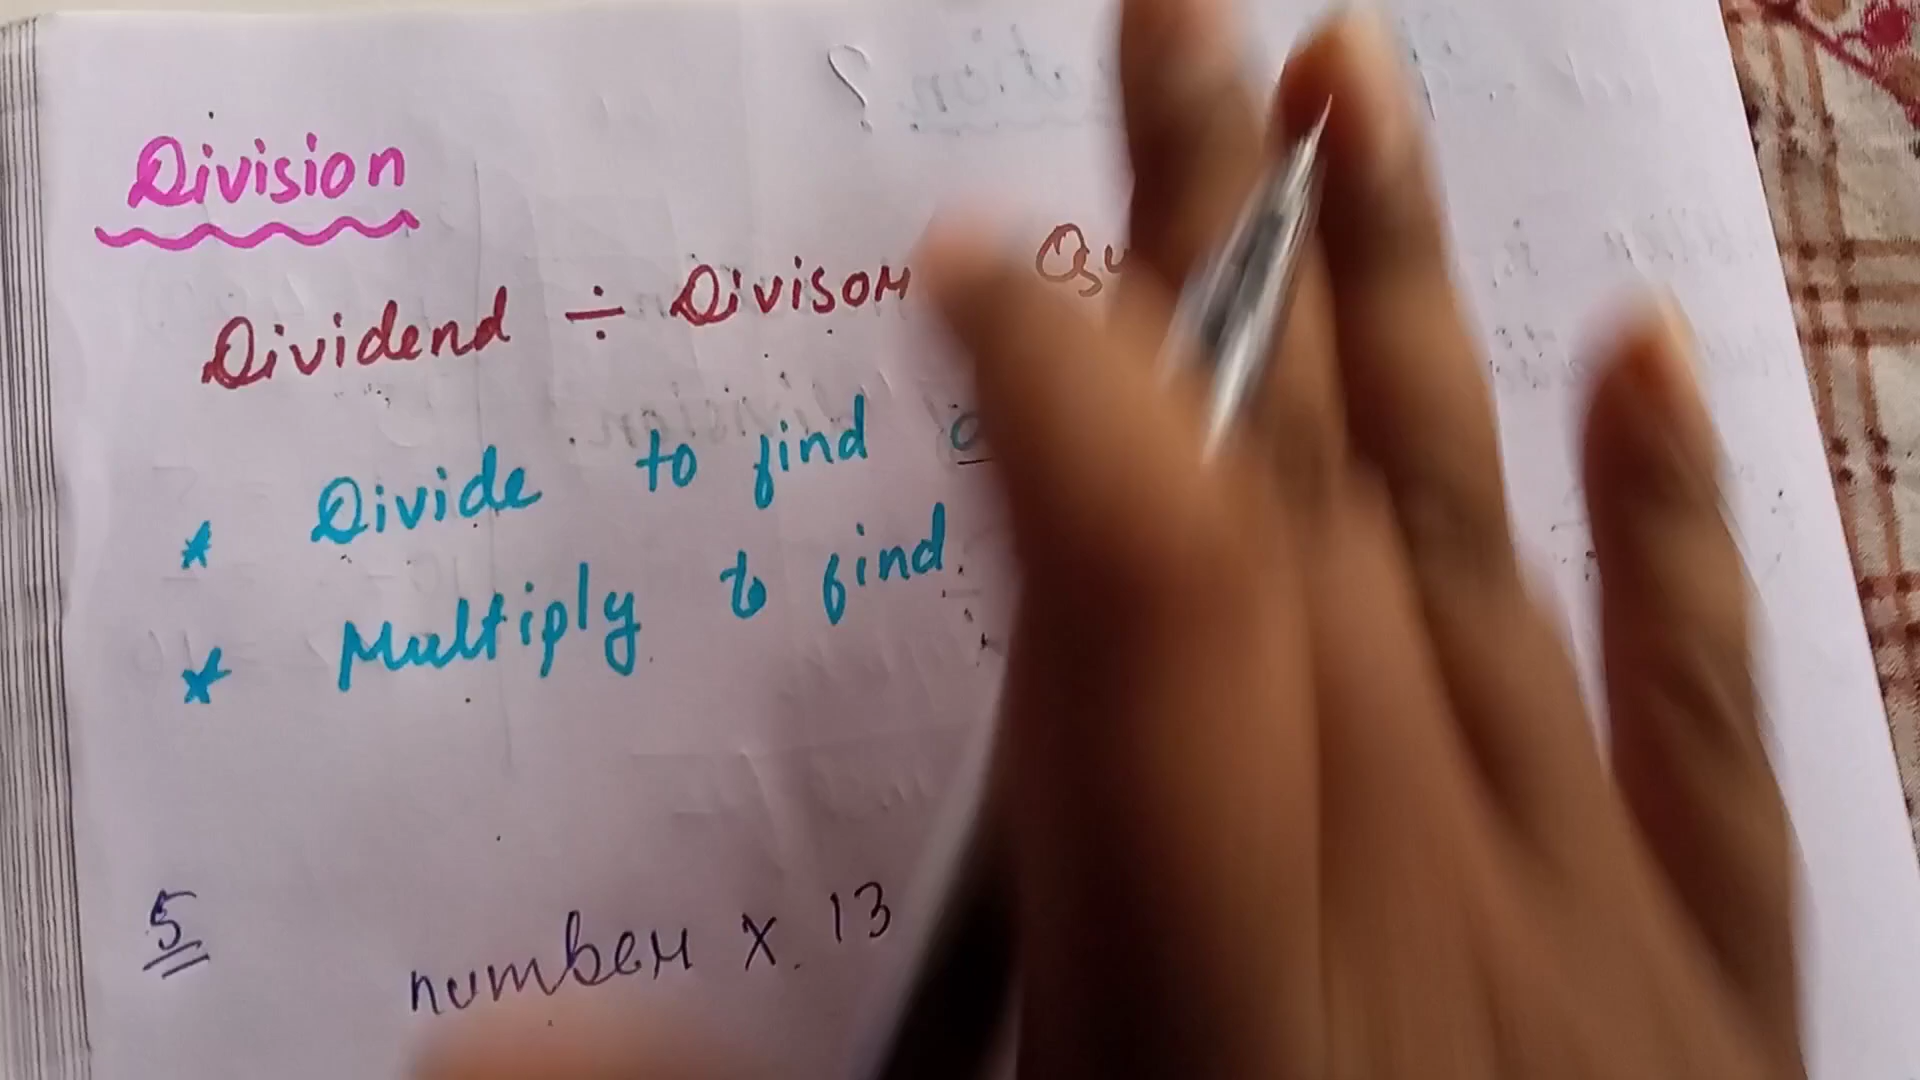 Division
Dividend ÷ Divisor
* Divide to find
* Multiply to find
5
number x 13